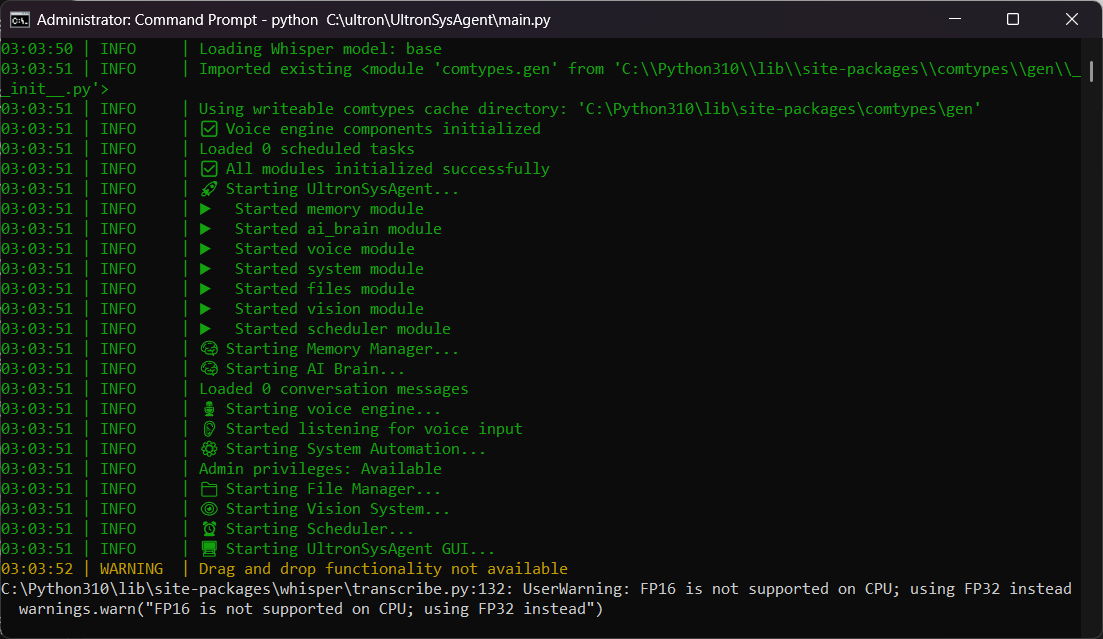 Administrator: Command Prompt - python  C:\ultron\UltronSysAgent\main.py
03:03:50 | INFO     | Loading Whisper model: base
03:03:51 | INFO     | Imported existing <module 'comtypes.gen' from 'C:\\Python310\\lib\\site-packages\\comtypes\\gen\\_
_init__.py'>
03:03:51 | INFO     | Using writeable comtypes cache directory: 'C:\Python310\lib\site-packages\comtypes\gen'
03:03:51 | INFO     | ✅ Voice engine components initialized
03:03:51 | INFO     | Loaded 0 scheduled tasks
03:03:51 | INFO     | ✅ All modules initialized successfully
03:03:51 | INFO     | 🚀 Starting UltronSysAgent...
03:03:51 | INFO     | ▶  Started memory module
03:03:51 | INFO     | ▶  Started ai_brain module
03:03:51 | INFO     | ▶  Started voice module
03:03:51 | INFO     | ▶  Started system module
03:03:51 | INFO     | ▶  Started files module
03:03:51 | INFO     | ▶  Started vision module
03:03:51 | INFO     | ▶  Started scheduler module
03:03:51 | INFO     | 🧠 Starting Memory Manager...
03:03:51 | INFO     | 🧠 Starting AI Brain...
03:03:51 | INFO     | Loaded 0 conversation messages
03:03:51 | INFO     | 🎙 Starting voice engine...
03:03:51 | INFO     | 👂 Started listening for voice input
03:03:51 | INFO     | ⚙ Starting System Automation...
03:03:51 | INFO     | Admin privileges: Available
03:03:51 | INFO     | 📁 Starting File Manager...
03:03:51 | INFO     | 👁 Starting Vision System...
03:03:51 | INFO     | ⏰ Starting Scheduler...
03:03:51 | INFO     | 🖥 Starting UltronSysAgent GUI...
03:03:52 | WARNING  | Drag and drop functionality not available
C:\Python310\lib\site-packages\whisper\transcribe.py:132: UserWarning: FP16 is not supported on CPU; using FP32 instead
  warnings.warn("FP16 is not supported on CPU; using FP32 instead")